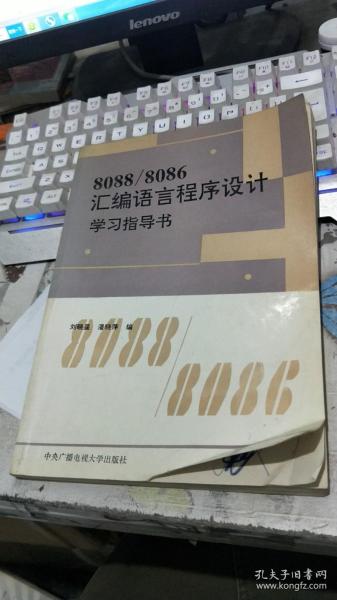 lenovo
8088/8086
汇编语言程序设计
学习指导书
编
8088
8086
中央广播电视大学出版社
孔夫子旧书网
kongfz.com